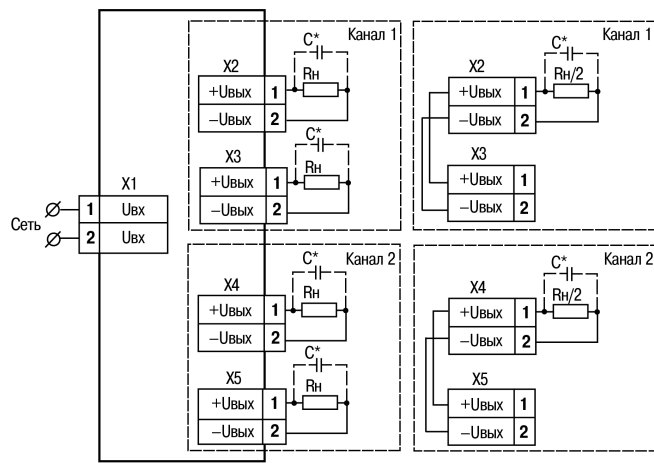 Канал 1
C*
Rн
X2
+Uвых 1
–Uвых 2
C*
Rн
X3
+Uвых 1
–Uвых 2
Канал 1
C*
Rн/2
X2
+Uвых 1
–Uвых 2
X3
+Uвых 1
–Uвых 2
X1
Сеть
1 Uвх
2 Uвх
Канал 2
C*
Rн
X4
+Uвых 1
–Uвых 2
C*
Rн
X5
+Uвых 1
–Uвых 2
Канал 2
C*
Rн/2
X4
+Uвых 1
–Uвых 2
X5
+Uвых 1
–Uвых 2